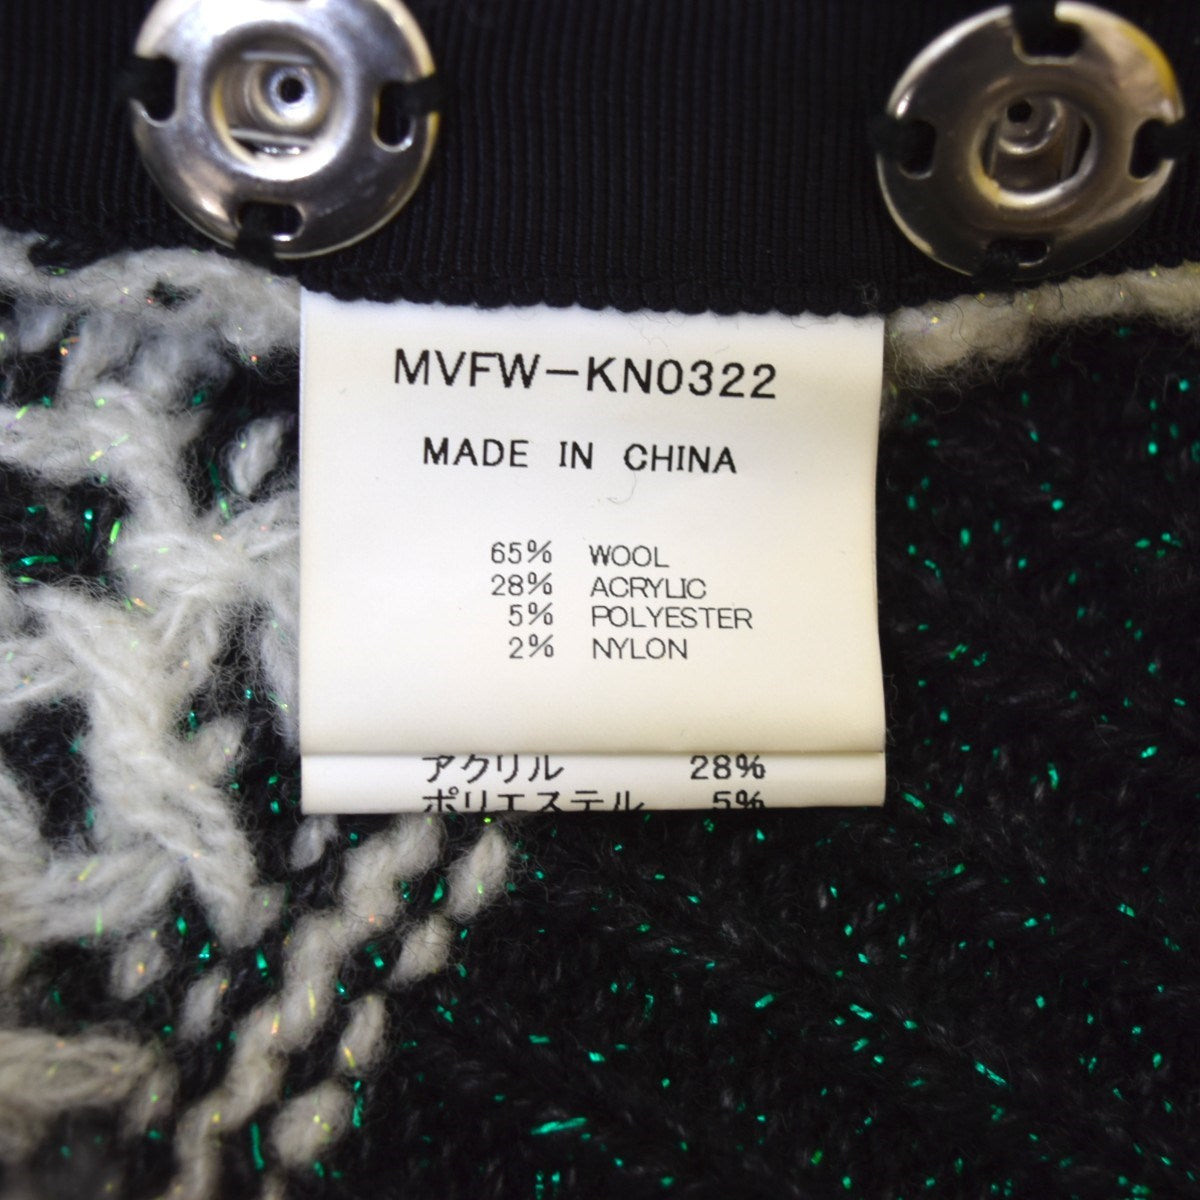 MVFW-KN0322
MADE IN CHINA
65% WOOL
28% ACRYLIC
5% POLYESTER
2% NYLON
アクリル 28%
ポリエステル 5%